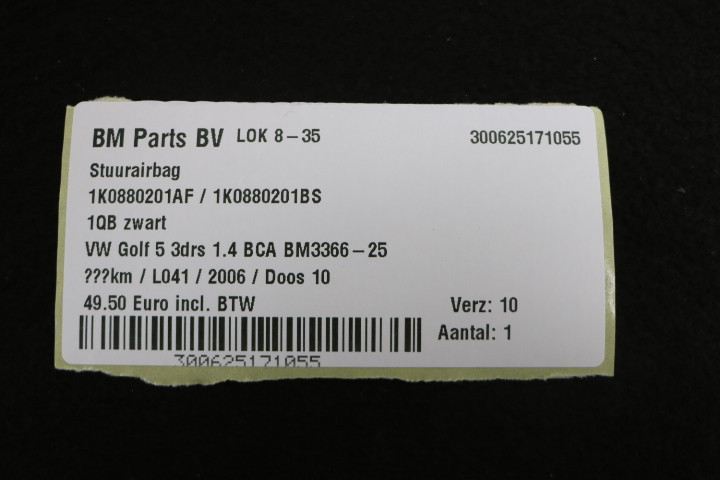 BM Parts BV LOK 8-35 300625171055
Stuurairbag
1K0880201AF / 1K0880201BS
1QB zwart
VW Golf 5 3drs 1.4 BCA BM3366-25
???km / L041 / 2006 / Doos 10
49.50 Euro incl. BTW Verz: 10
Aantal: 1
300625171055